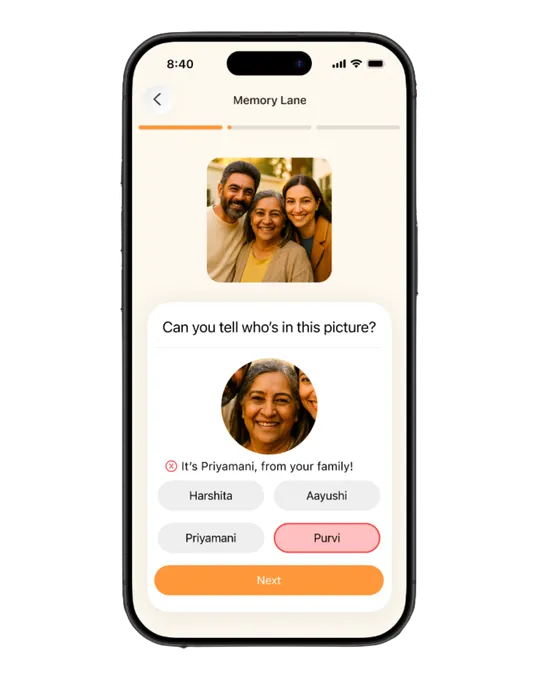 8:40
Memory Lane
Can you tell who's in this picture?
It's Priyamani, from your family!
Harshita
Aayushi
Priyamani
Purvi
Next